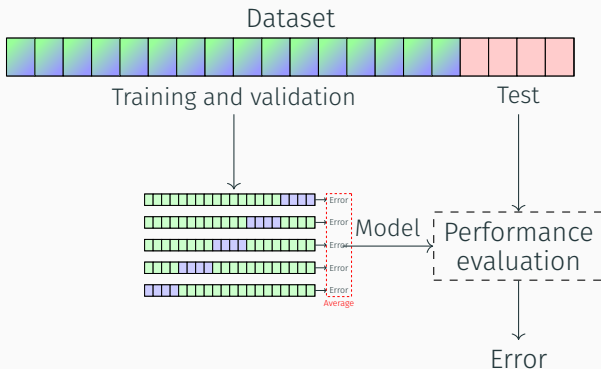 Dataset
Training and validation
Test
Error
Error
Error
Error
Error
Average
Model
Performance
evaluation
Error